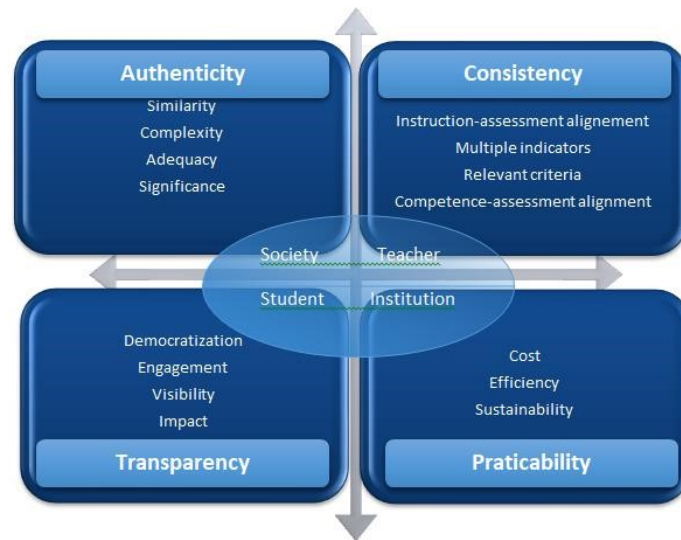 Authenticity
Similarity
Complexity
Adequacy
Significance
Consistency
Instruction-assessment alignement
Multiple indicators
Relevant criteria
Competence-assessment alignment
Society
Teacher
Student
Institution
Democratization
Engagement
Visibility
Impact
Transparency
Cost
Efficiency
Sustainability
Praticability